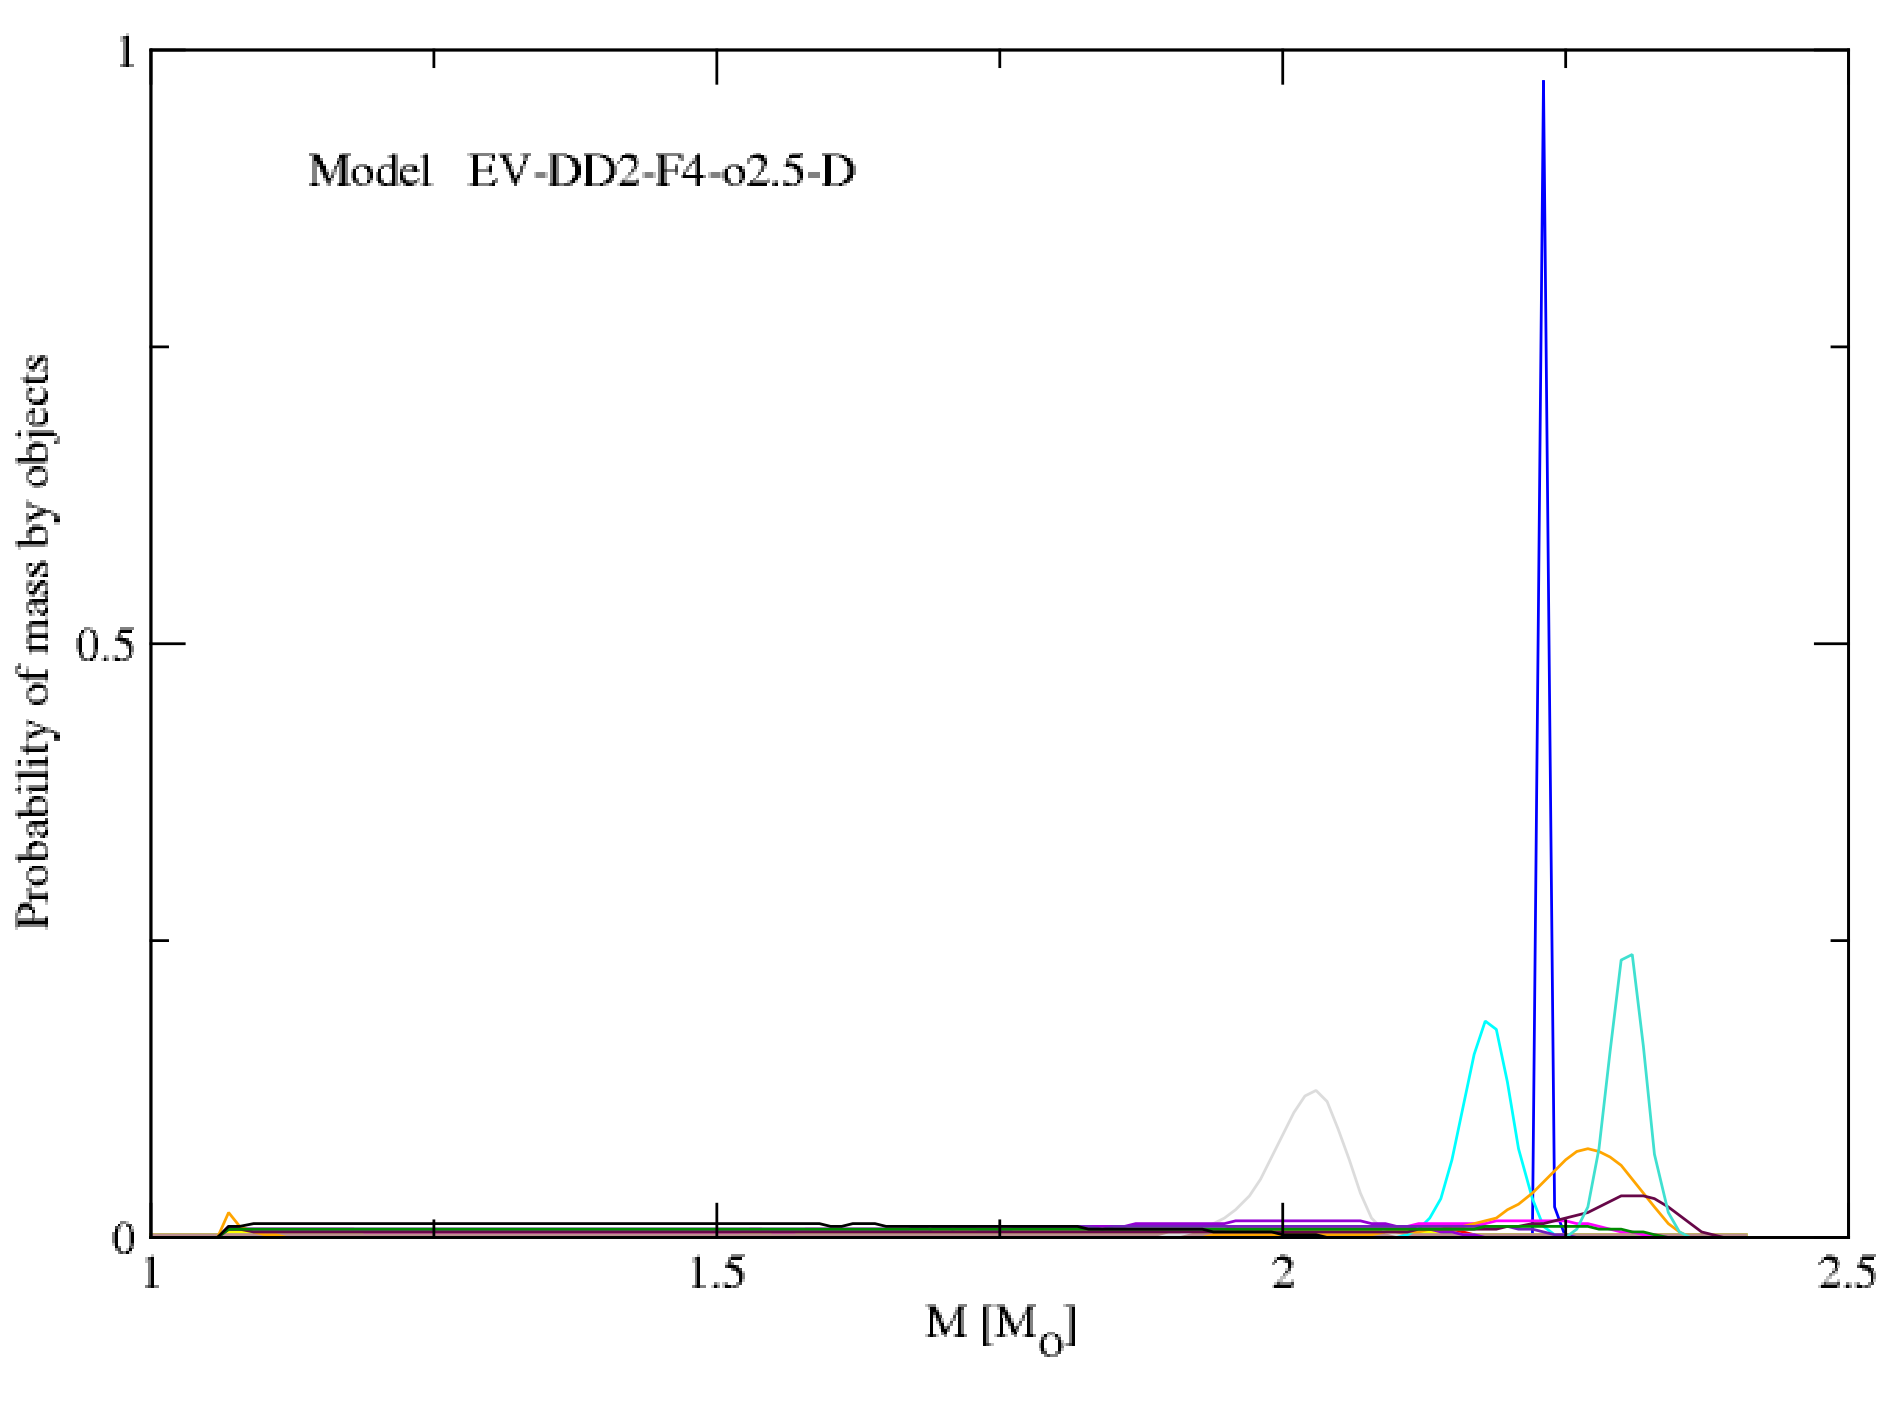 1
Model EV-DD2-F4-o2.5-D
Probability of mass by objects
0.5
0
1 1.5 2 2.5
M [M_O]